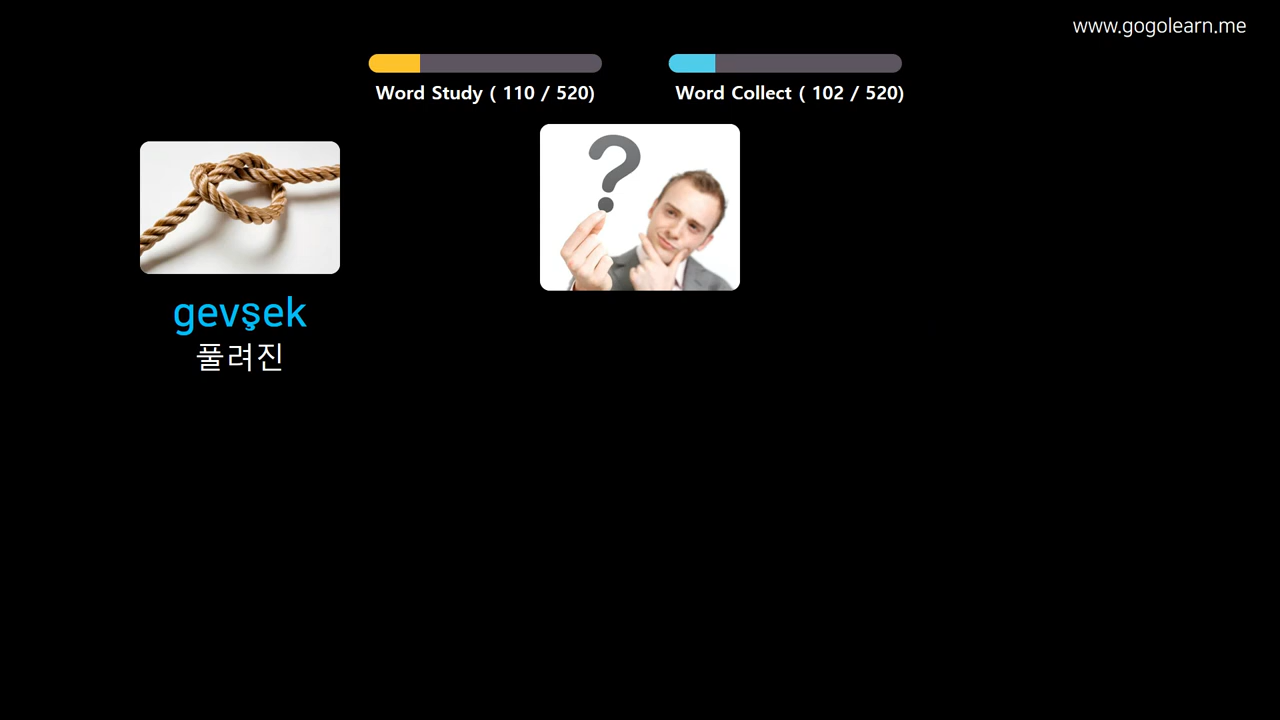 www.gogolearn.me
Word Study ( 110 / 520)
Word Collect ( 102 / 520)
?
gevşek
풀려진